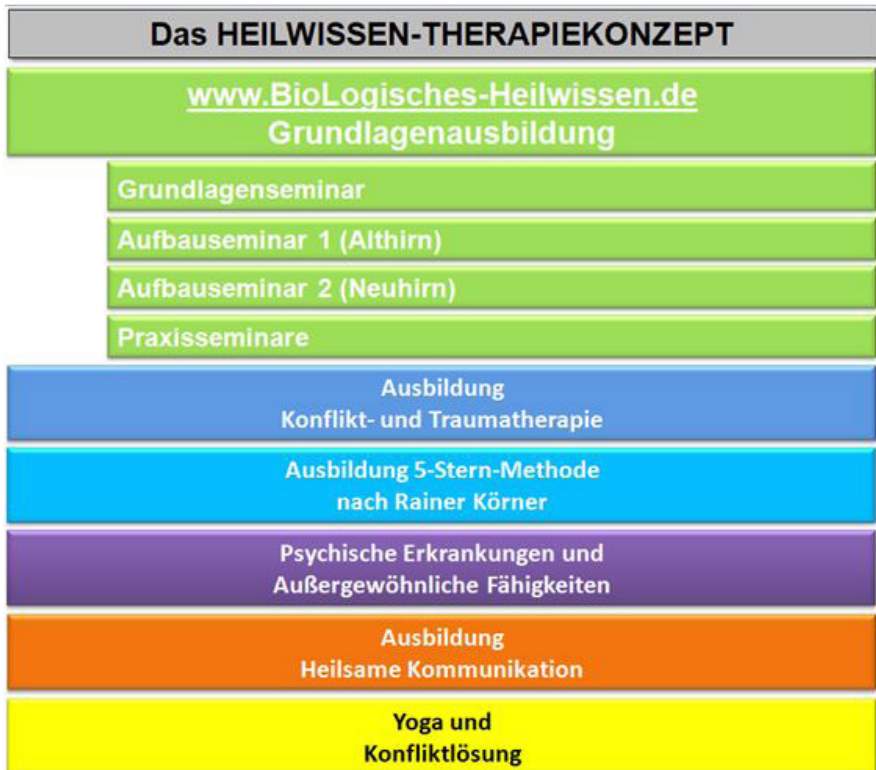 Das HEILWISSEN-THERAPIEKONZEPT
www.BioLogisches-Heilwissen.de
Grundlagenausbildung
Grundlagenseminar
Aufbauseminar 1 (Althirn)
Aufbauseminar 2 (Neuhirn)
Praxisseminare
Ausbildung
Konflikt- und Traumatherapie
Ausbildung 5-Stern-Methode
nach Rainer Körner
Psychische Erkrankungen und
Außergewöhnliche Fähigkeiten
Ausbildung
Heilsame Kommunikation
Yoga und
Konfliktlösung